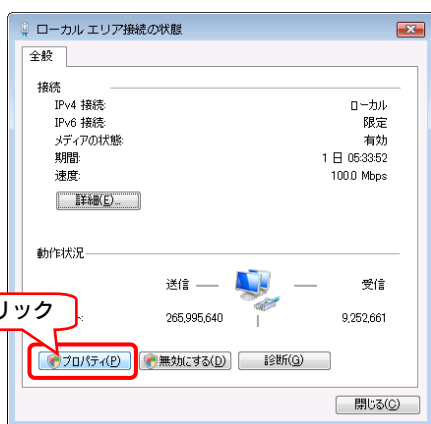 ローカル エリア接続の状態
全般
接続
IPv4 接続: ローカル
IPv6 接続: 限定
メディアの状態: 有効
期間: 1 日 05:33:52
速度: 100.0 Mbps
詳細(E)...
動作状況
送信 受信
リック
: 265,995,640 9,252,661
プロパティ(P) 無効にする(D) 診断(G)
閉じる(C)